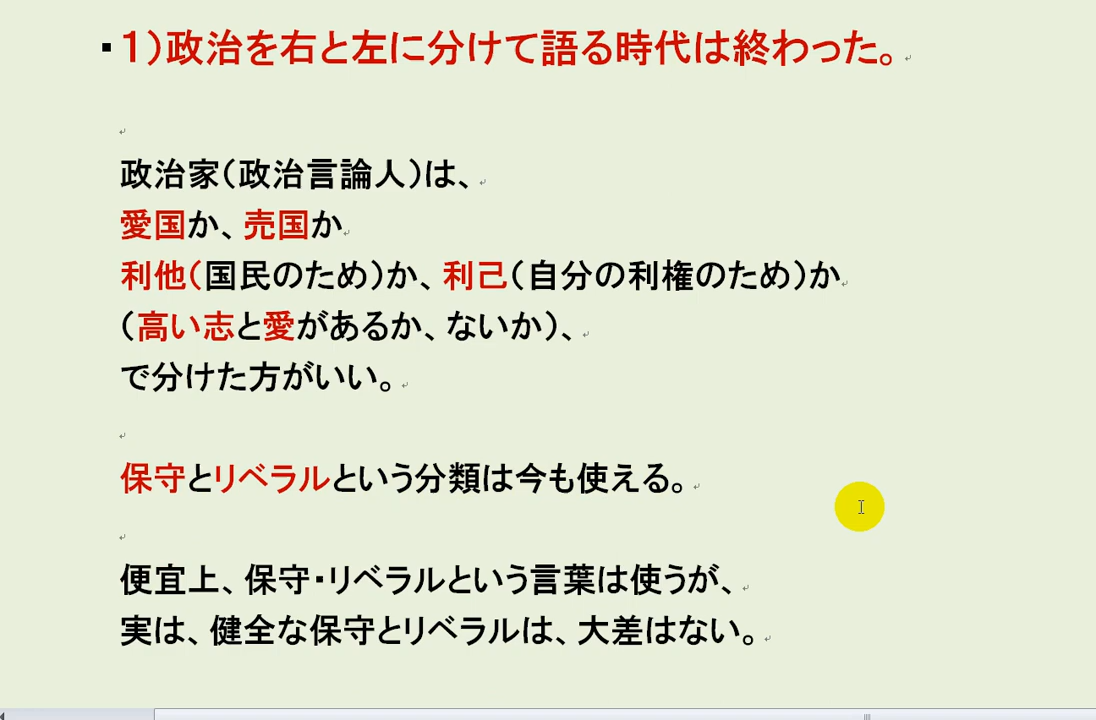 1）政治を右と左に分けて語る時代は終わった。
政治家（政治言論人）は、
愛国か、売国か
利他（国民のため）か、利己（自分の利権のため）か
（高い志と愛があるか、ないか）、
で分けた方がいい。
保守とリベラルという分類は今も使える。
便宜上、保守・リベラルという言葉は使うが、
実は、健全な保守とリベラルは、大差はない。